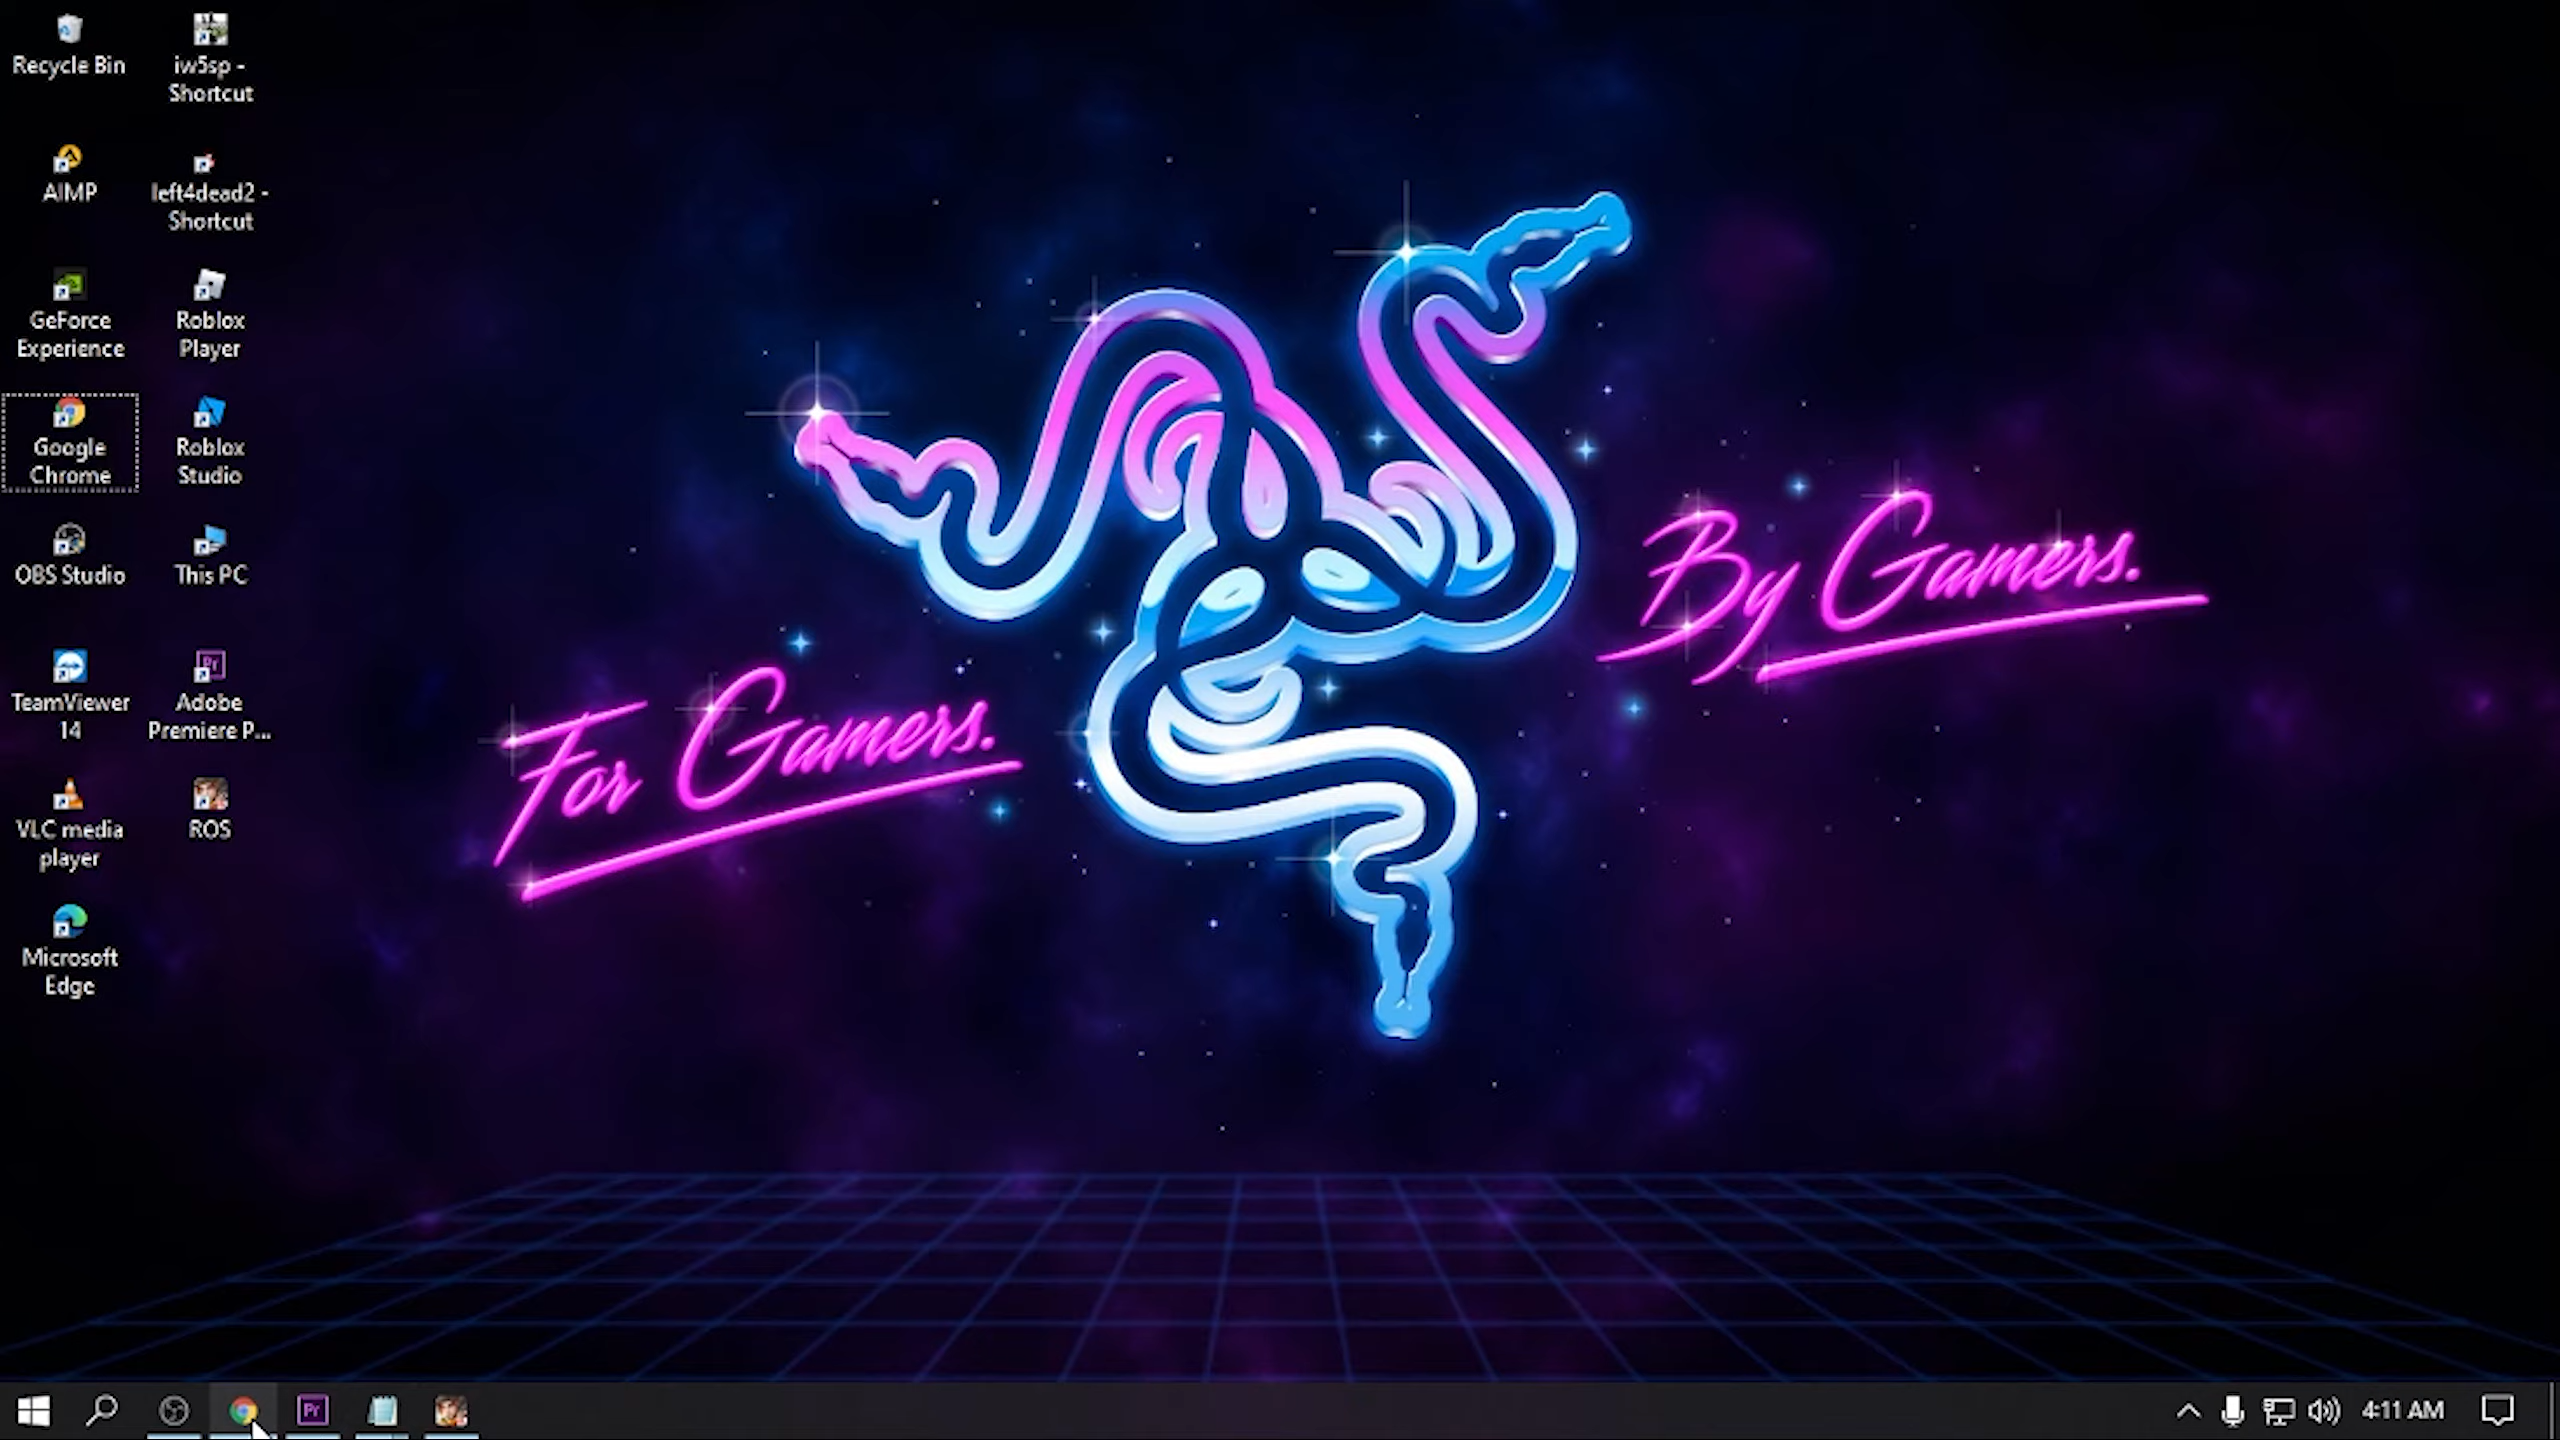 Recycle Bin
iw5sp -
Shortcut
AIMP
left4dead2 -
Shortcut
GeForce
Experience
Roblox
Player
Google
Chrome
Roblox
Studio
OBS Studio
This PC
TeamViewer
14
Adobe
Premiere P...
VLC media
player
ROS
Microsoft
Edge
For Gamers.
By Gamers.
Pr
4:11 AM